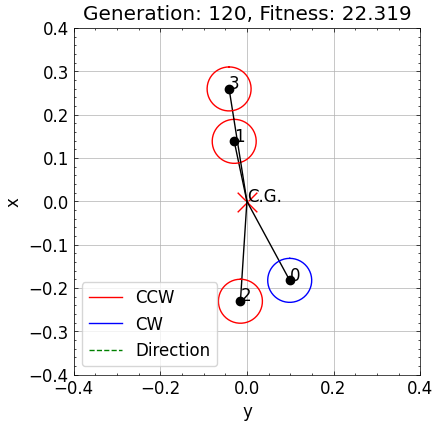 Generation: 120, Fitness: 22.319
0.4
0.3
0.2
0.1
0.0
−0.1
−0.2
−0.3
−0.4
x
3
1
C.G.
0
2
CCW
CW
Direction
−0.4 −0.2 0.0 0.2 0.4
y